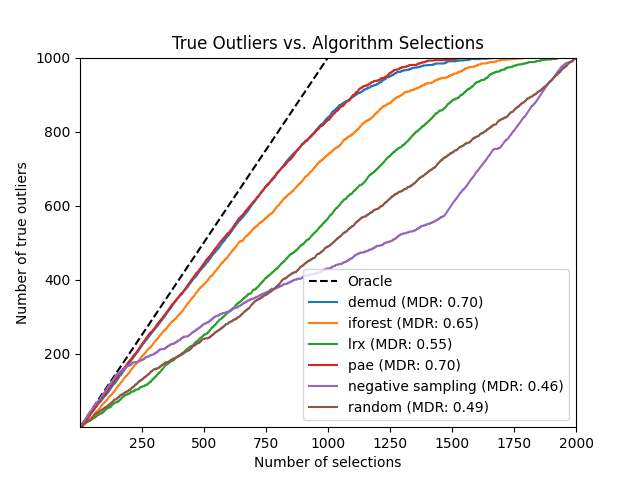 True Outliers vs. Algorithm Selections
Number of true outliers
1000
800
600
400
200
Oracle
demud (MDR: 0.70)
iforest (MDR: 0.65)
lrx (MDR: 0.55)
pae (MDR: 0.70)
negative sampling (MDR: 0.46)
random (MDR: 0.49)
250 500 750 1000 1250 1500 1750 2000
Number of selections